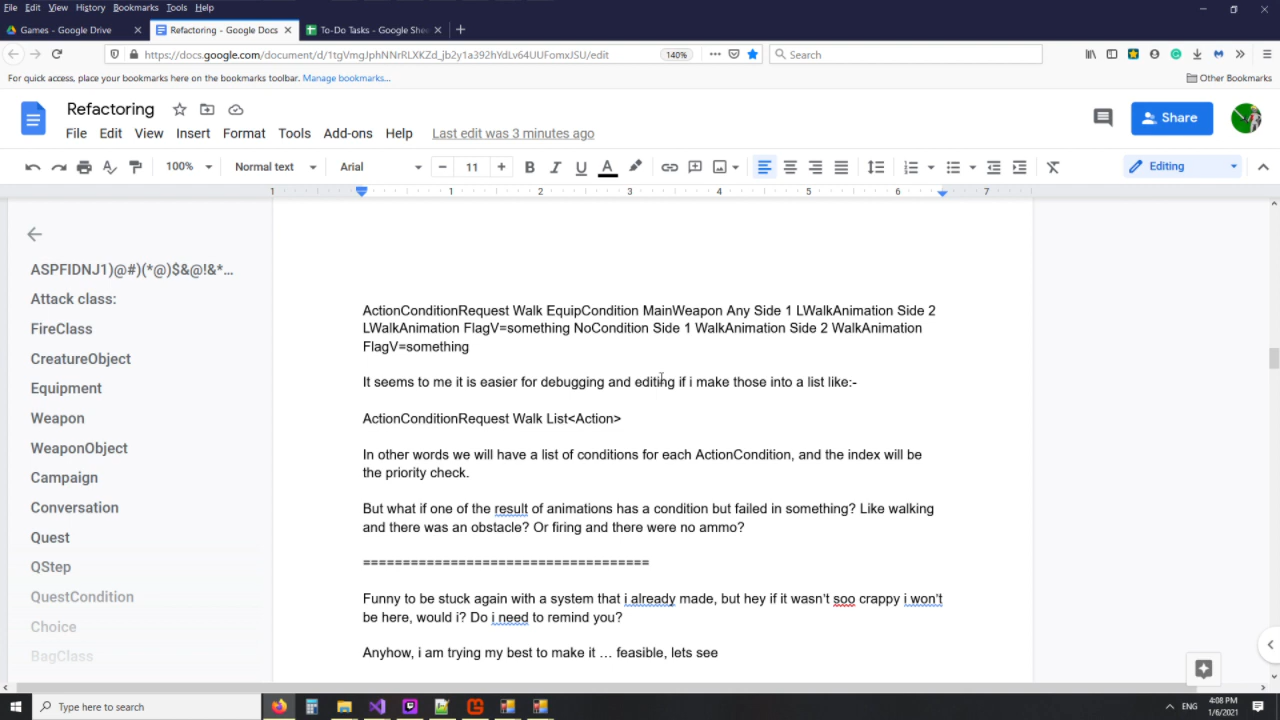 File Edit View History Bookmarks Tools Help
Games - Google Drive
Refactoring - Google Docs
To-Do Tasks - Google She
https://docs.google.com/document/d/1tgVmgJphNNrRLXKZd_jb2y1a392hYdLv64UUFomxJSU/edit
140%
Search
For quick access, place your bookmarks here on the bookmarks toolbar. Manage bookmarks...
Other Bookmarks
Refactoring
File Edit View Insert Format Tools Add-ons Help Last edit was 3 minutes ago
Share
100% Normal text Arial 11 B I U A Editing
1 1 2 3 4 5 6 7
ASPFIDNJ1)@#)(*@)$&@!&*...
Attack class:
FireClass
CreatureObject
Equipment
Weapon
WeaponObject
Campaign
Conversation
Quest
QStep
QuestCondition
Choice
BagClass
ActionConditionRequest Walk EquipCondition MainWeapon Any Side 1 LWalkAnimation Side 2
LWalkAnimation FlagV=something NoCondition Side 1 WalkAnimation Side 2 WalkAnimation
FlagV=something
It seems to me it is easier for debugging and editing if i make those into a list like:-
ActionConditionRequest Walk List<Action>
In other words we will have a list of conditions for each ActionCondition, and the index will be
the priority check.
But what if one of the result of animations has a condition but failed in something? Like walking
and there was an obstacle? Or firing and there were no ammo?
====================================
Funny to be stuck again with a system that i already made, but hey if it wasn't soo crappy i won't
be here, would i? Do i need to remind you?
Anyhow, i am trying my best to make it … feasible, lets see
Type here to search
ENG
4:08 PM
1/6/2021